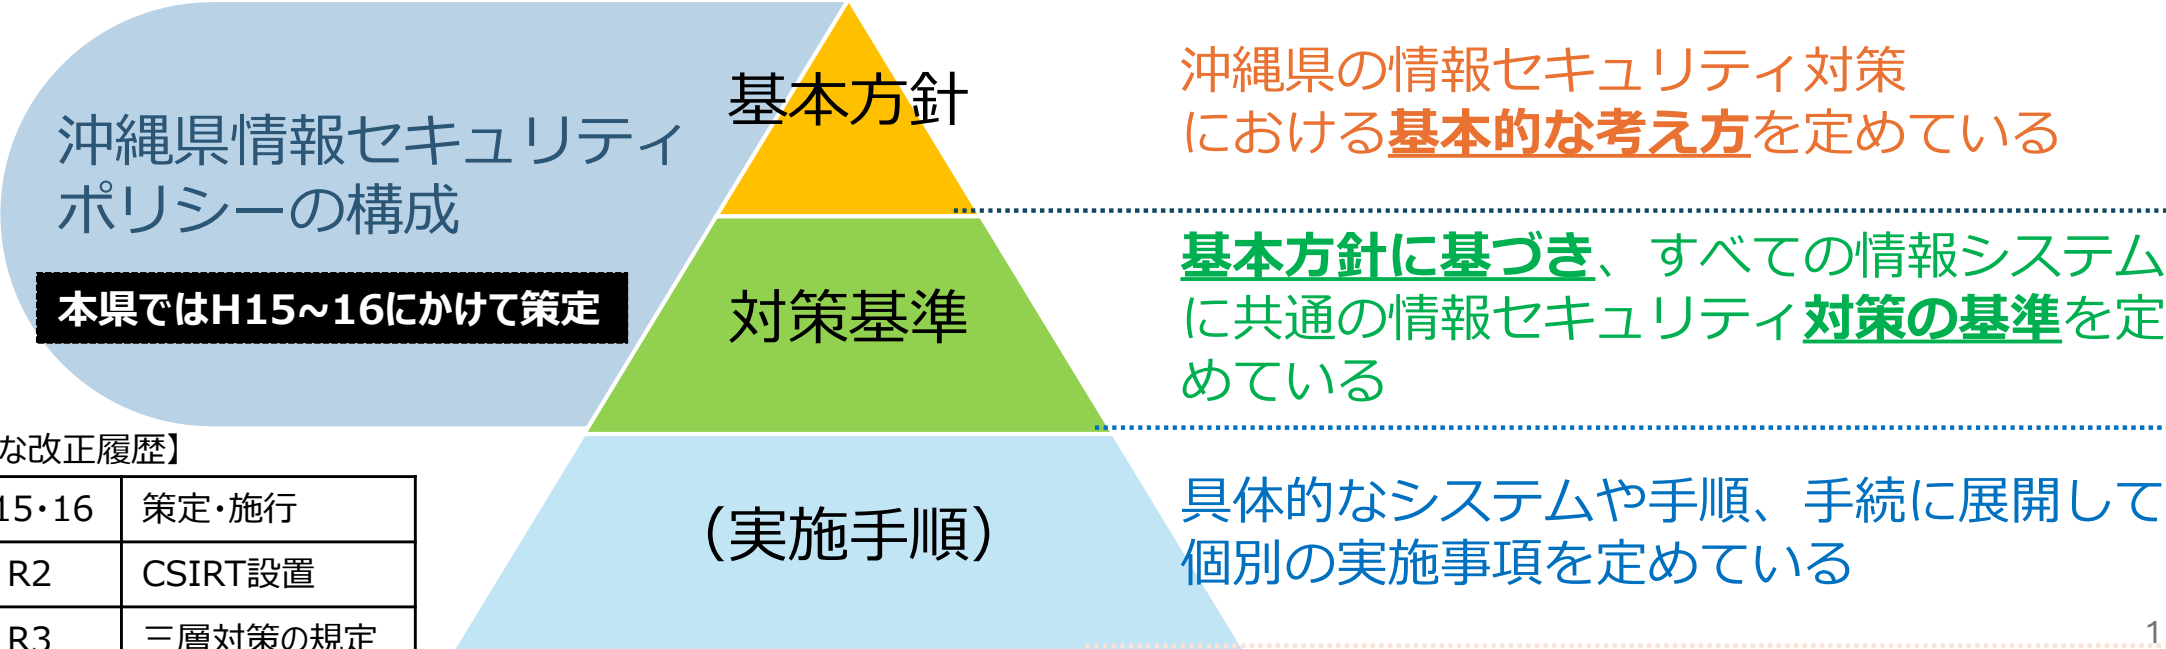 沖縄県情報セキュリティ
ポリシーの構成
本県ではH15~16にかけて策定
基本方針
沖縄県の情報セキュリティ対策
における基本的な考え方を定めている
対策基準
基本方針に基づき、すべての情報システム
に共通の情報セキュリティ対策の基準を定
めている
(実施手順)
具体的なシステムや手順、手続に展開して
個別の実施事項を定めている
な改正履歴】
15・16 策定・施行
R2 CSIRT設置
R3 三層対策の規定
1